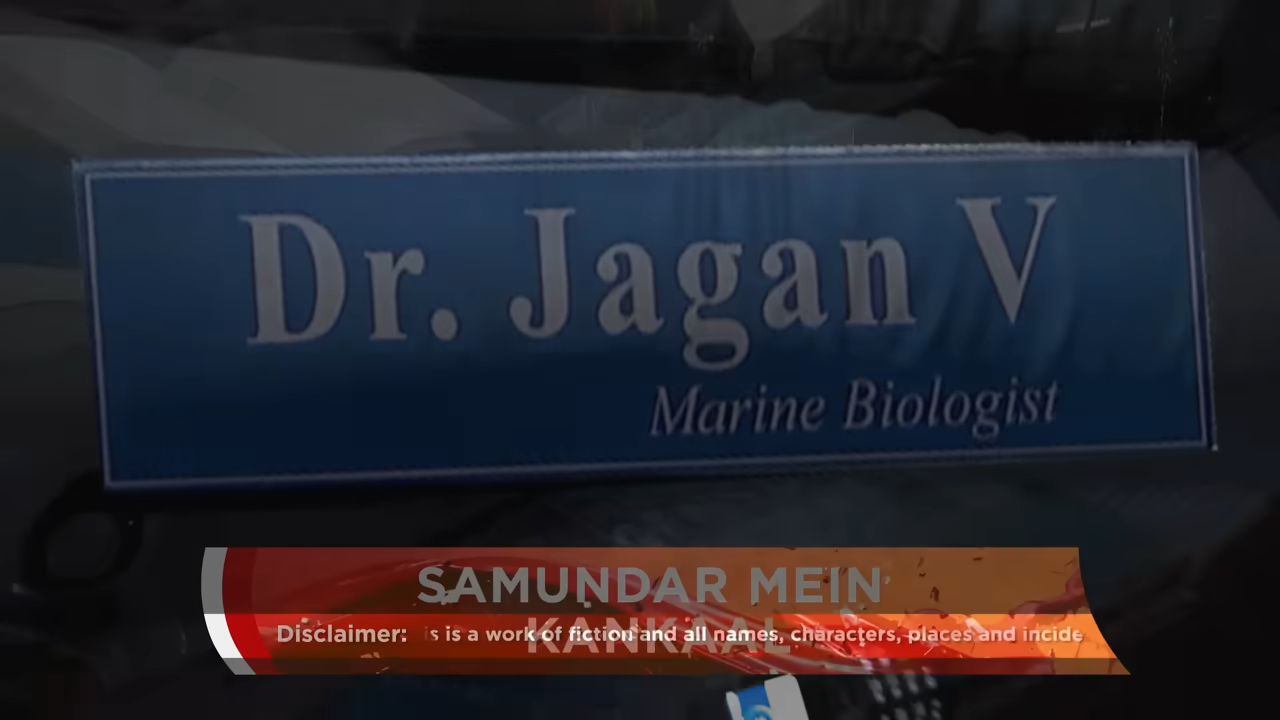 Dr. Jagan V
Marine Biologist
SAMUNDAR MEIN
KANKAAL
Disclaimer: s is a work of fiction and all names, characters, places and incide